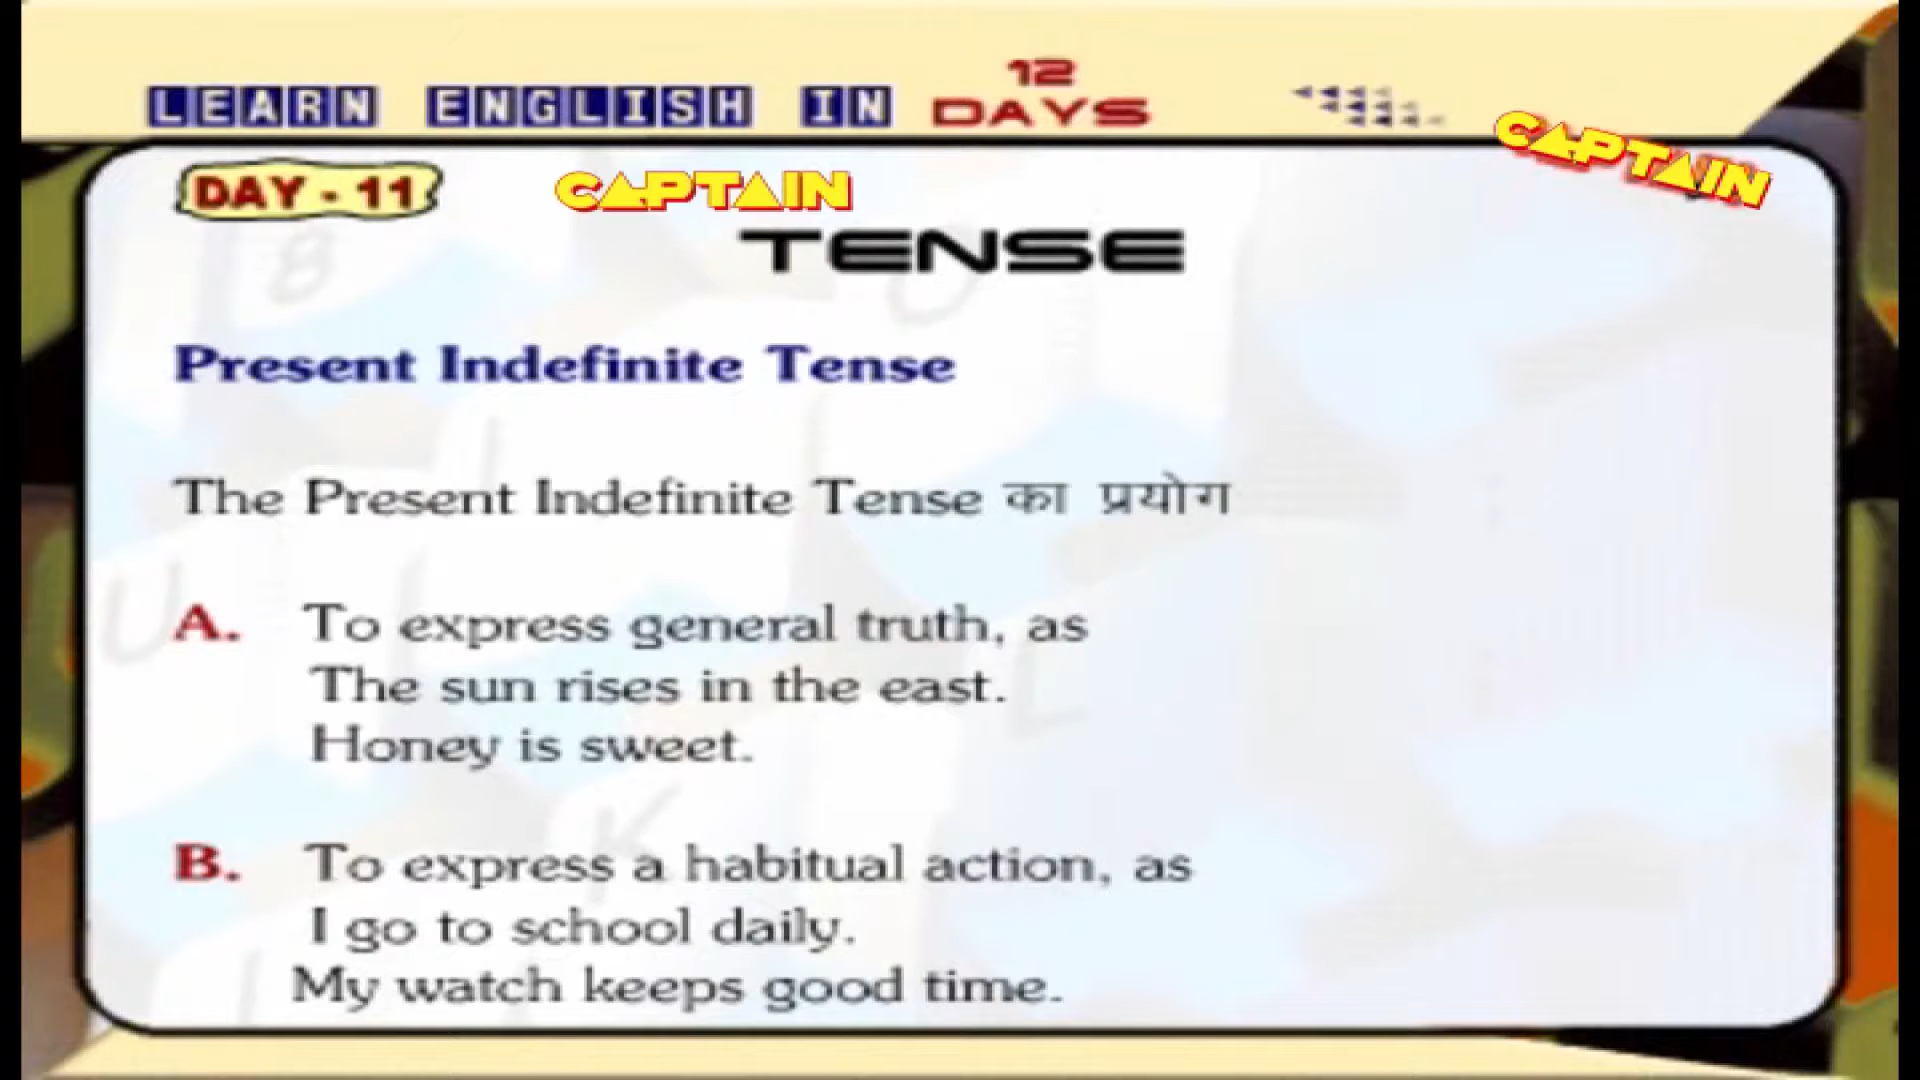 LEARN ENGLISH IN 12 DAYS
CAPTAIN
DAY - 11
CAPTAIN
TENSE
Present Indefinite Tense
The Present Indefinite Tense का प्रयोग
A. To express general truth, as
The sun rises in the east.
Honey is sweet.
B. To express a habitual action, as
I go to school daily.
My watch keeps good time.